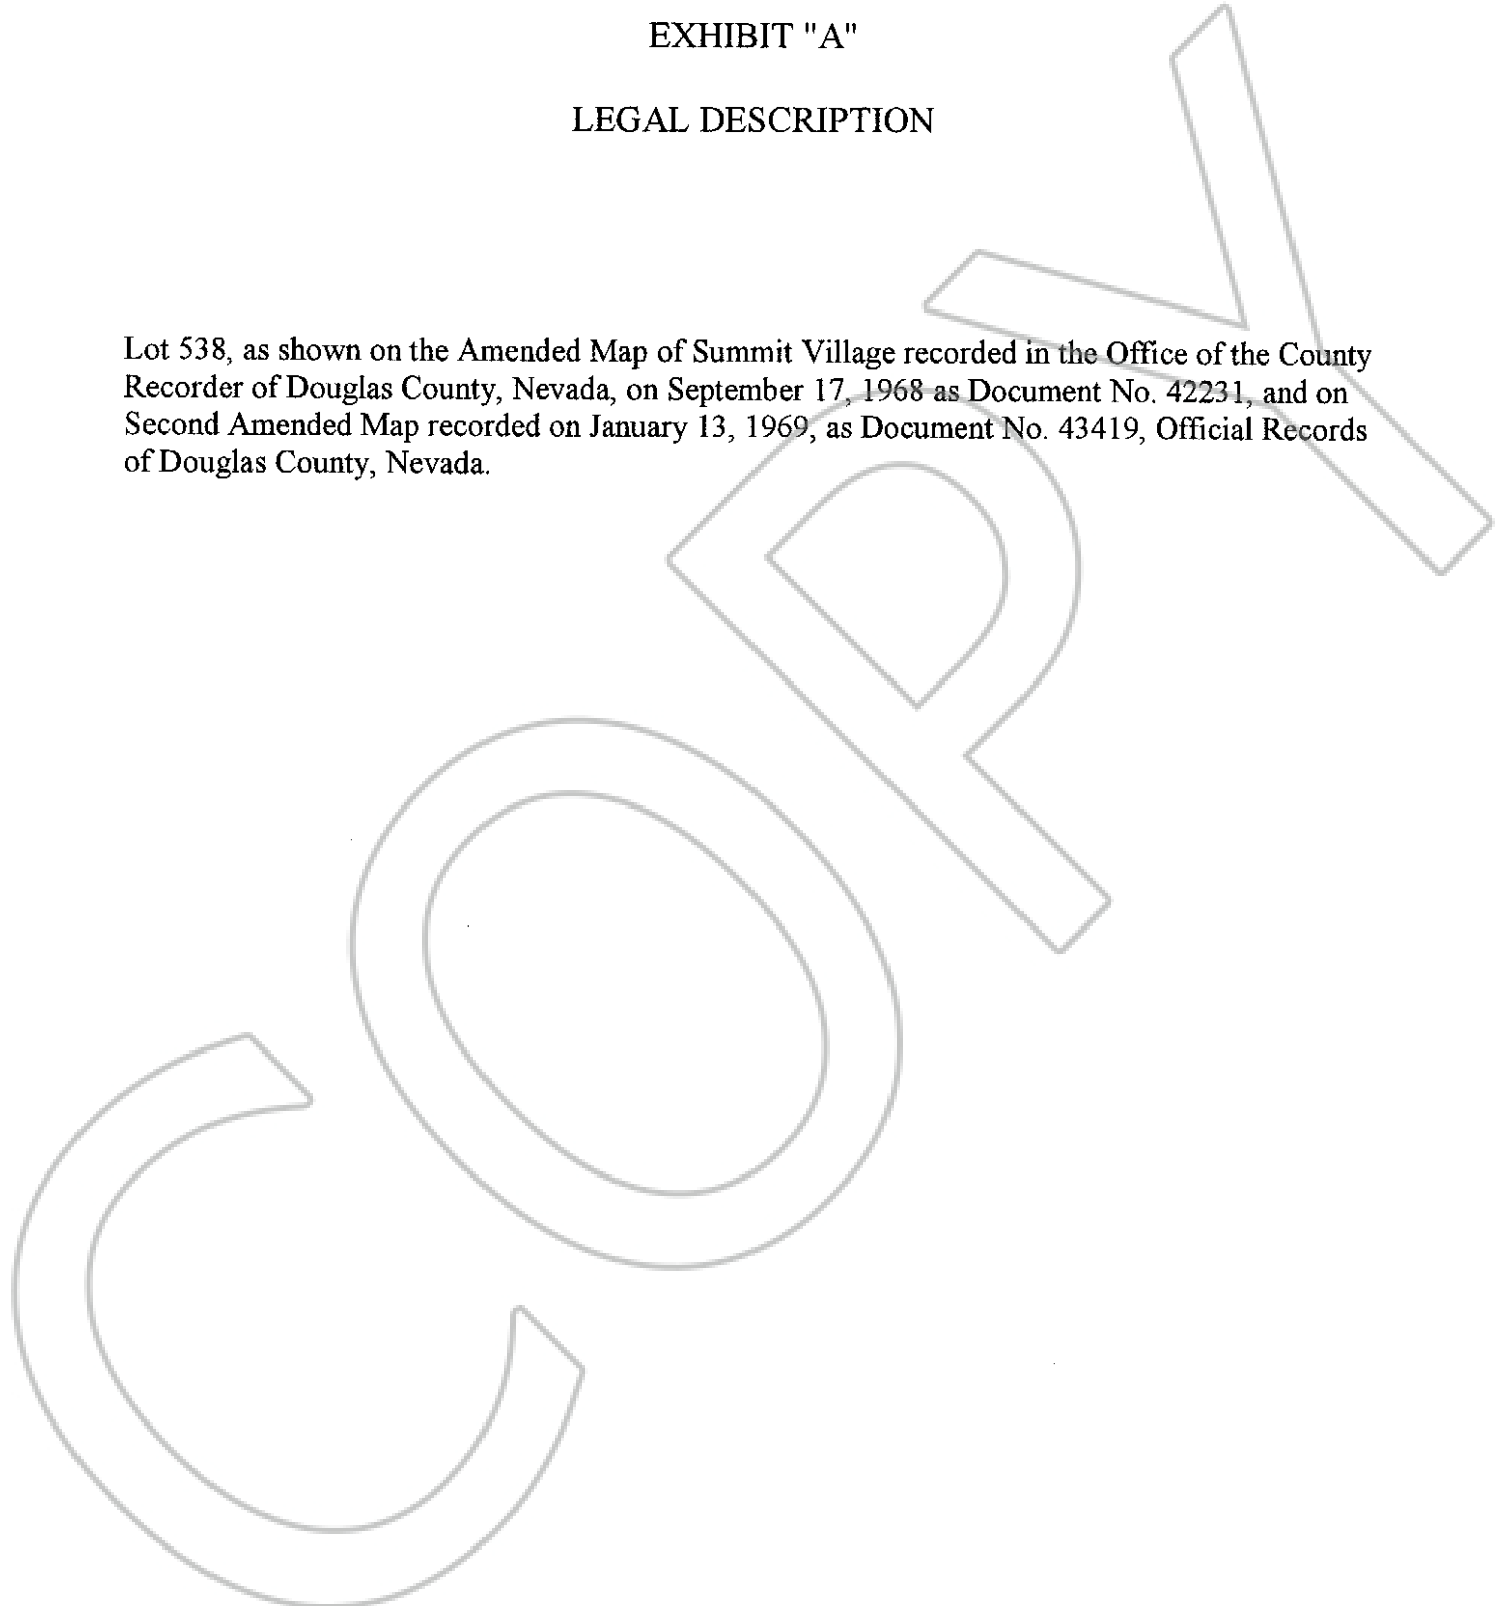 EXHIBIT "A"
LEGAL DESCRIPTION
Lot 538, as shown on the Amended Map of Summit Village recorded in the Office of the County
Recorder of Douglas County, Nevada, on September 17, 1968 as Document No. 42231, and on
Second Amended Map recorded on January 13, 1969, as Document No. 43419, Official Records
of Douglas County, Nevada.
COPY